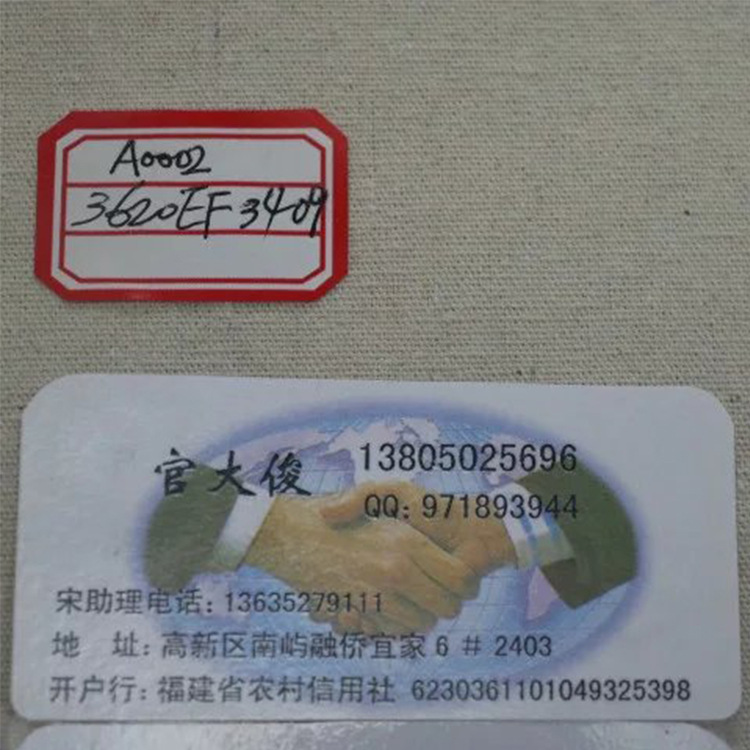 A0002
3620EF3409
官大俊
13805025696
QQ: 971893944
宋助理电话: 13635279111
地 址: 高新区南屿融侨宜家 6 # 2403
开户行: 福建省农村信用社 6230361101049325398